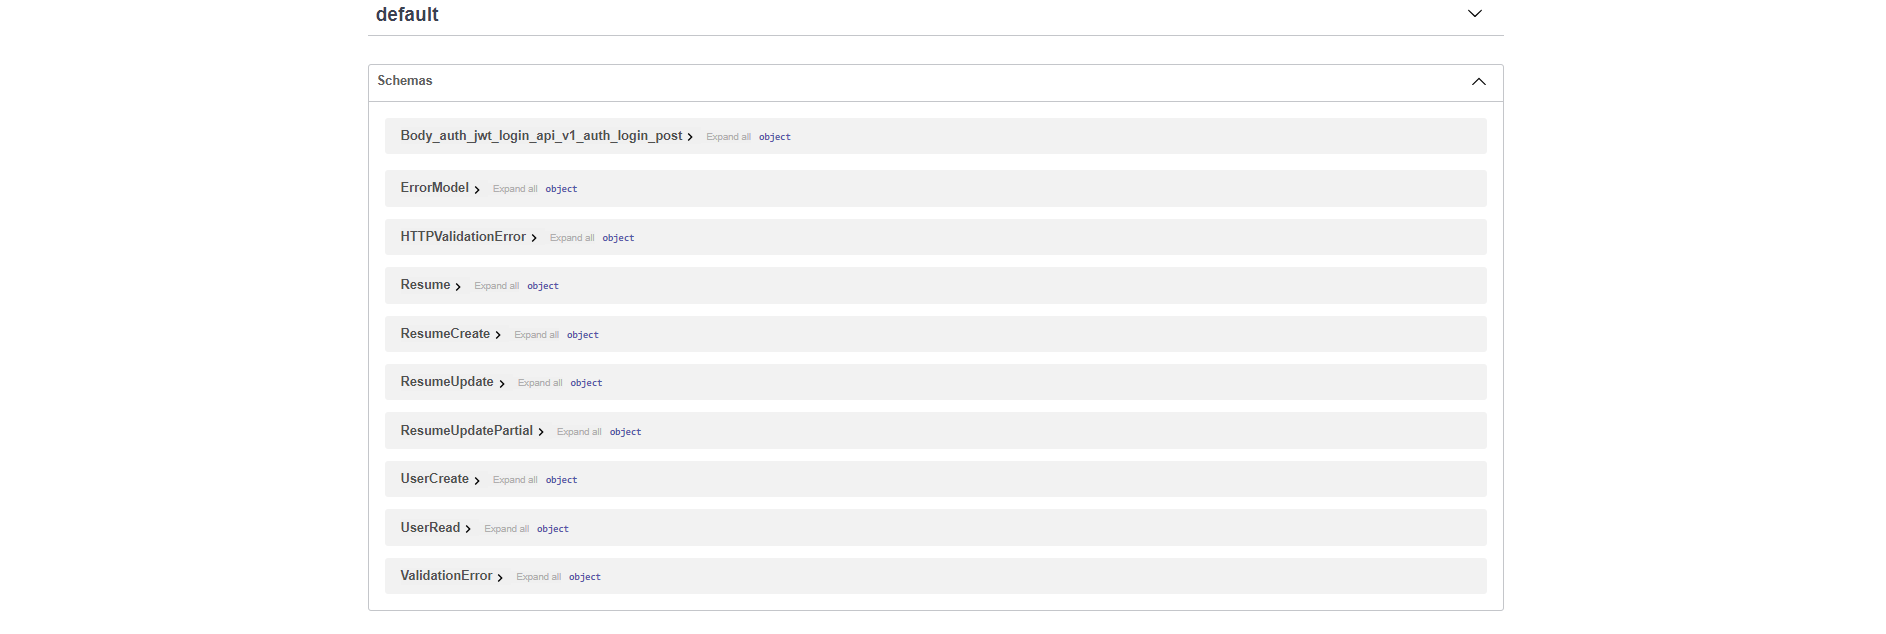 default
Schemas
Body_auth_jwt_login_api_v1_auth_login_post Expand all object
ErrorModel Expand all object
HTTPValidationError Expand all object
Resume Expand all object
ResumeCreate Expand all object
ResumeUpdate Expand all object
ResumeUpdatePartial Expand all object
UserCreate Expand all object
UserRead Expand all object
ValidationError Expand all object